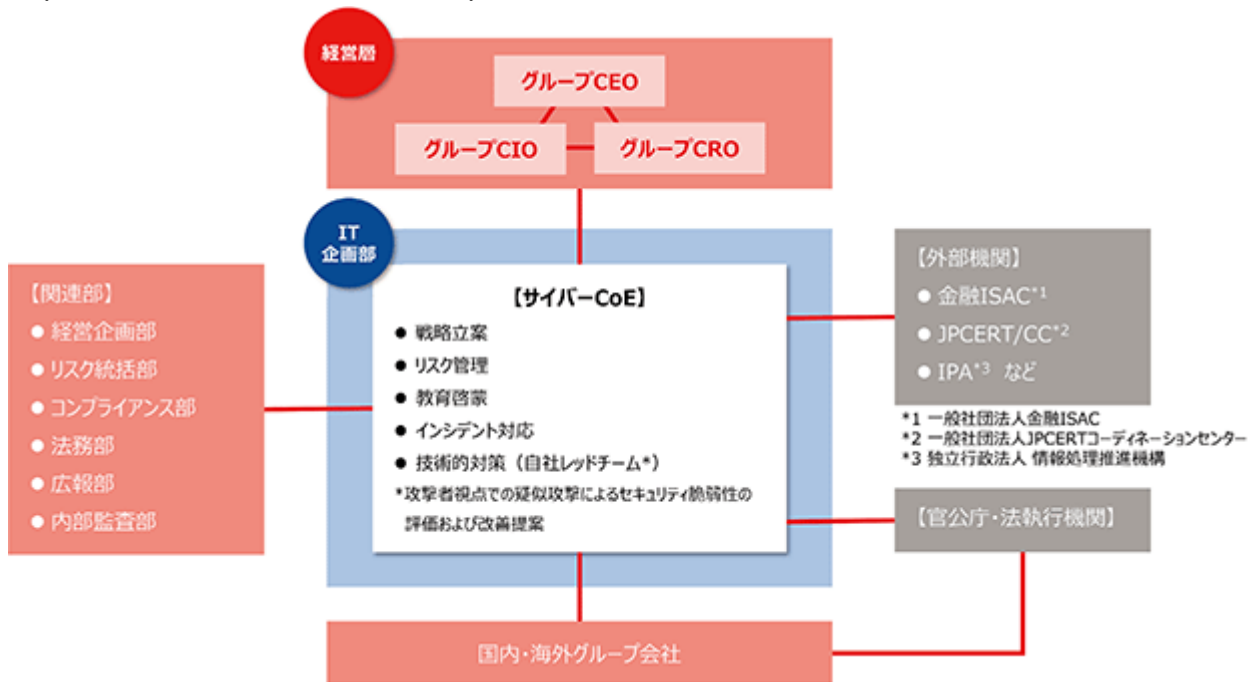 経営層
グループCEO
グループCIO
グループCRO
IT
企画部
【関連部】
● 経営企画部
● リスク統括部
● コンプライアンス部
● 法務部
● 広報部
● 内部監査部
【サイバーCoE】
● 戦略立案
● リスク管理
● 教育啓蒙
● インシデント対応
● 技術的対策（自社レッドチーム*）
*攻撃者視点での疑似攻撃によるセキュリティ脆弱性の
評価および改善提案
【外部機関】
● 金融ISAC*1
● JPCERT/CC*2
● IPA*3 など
*1 一般社団法人金融ISAC
*2 一般社団法人JPCERTコーディネーションセンター
*3 独立行政法人 情報処理推進機構
【官公庁・法執行機関】
国内・海外グループ会社